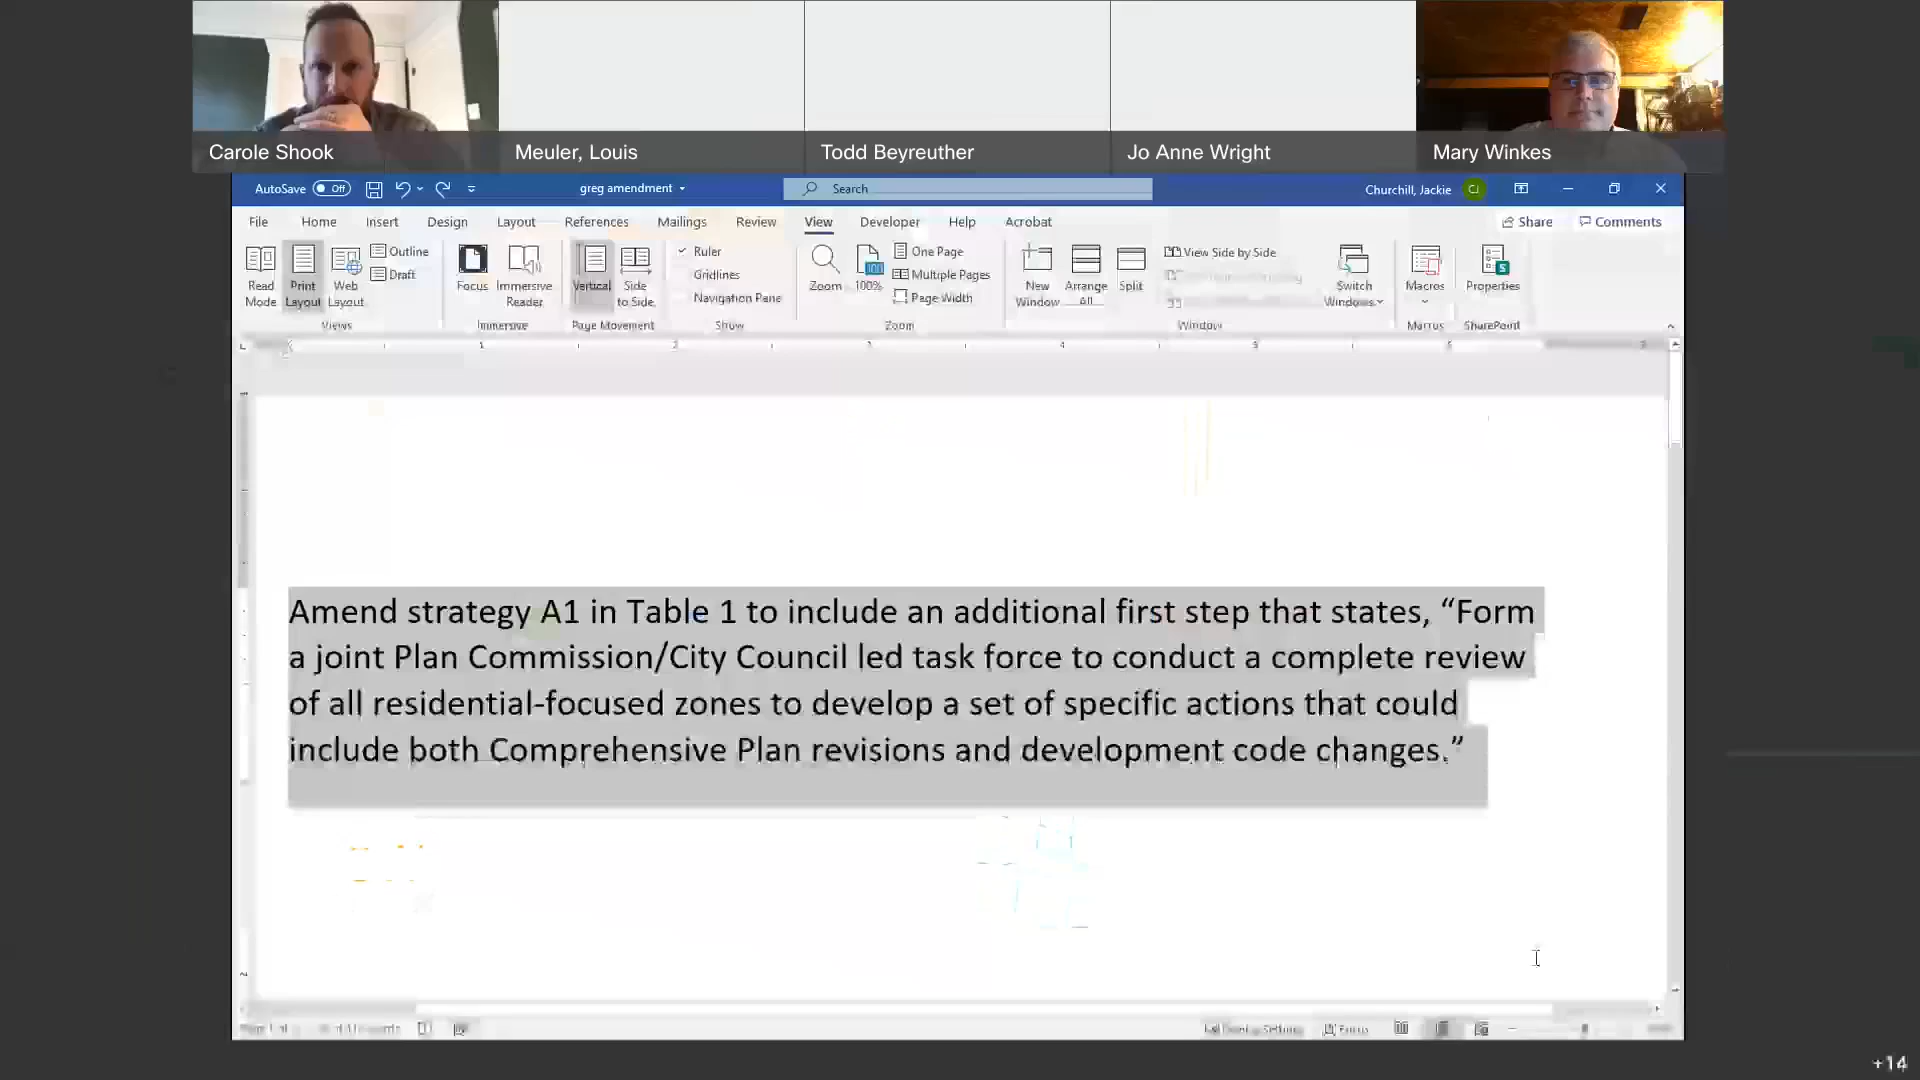 Carole Shook
Meuler, Louis
Todd Beyreuther
Jo Anne Wright
Mary Winkes
AutoSave Off
greg amendment
Search
Churchill, Jackie CJ
File Home Insert Design Layout References Mailings Review View Developer Help Acrobat
Share Comments
Read Mode
Print Layout
Web Layout
Outline
Draft
Views
Focus
Immersive Reader
Immersive
Vertical
Side to Side
Page Movement
Ruler
Gridlines
Navigation Pane
Show
Zoom
100%
One Page
Multiple Pages
Page Width
Zoom
New Window
Arrange All
Split
View Side by Side
Window
Switch Windows
Macros
Macros
Properties
SharePoint
Amend strategy A1 in Table 1 to include an additional first step that states, “Form
a joint Plan Commission/City Council led task force to conduct a complete review
of all residential-focused zones to develop a set of specific actions that could
include both Comprehensive Plan revisions and development code changes.”
Display Settings
Focus
+14